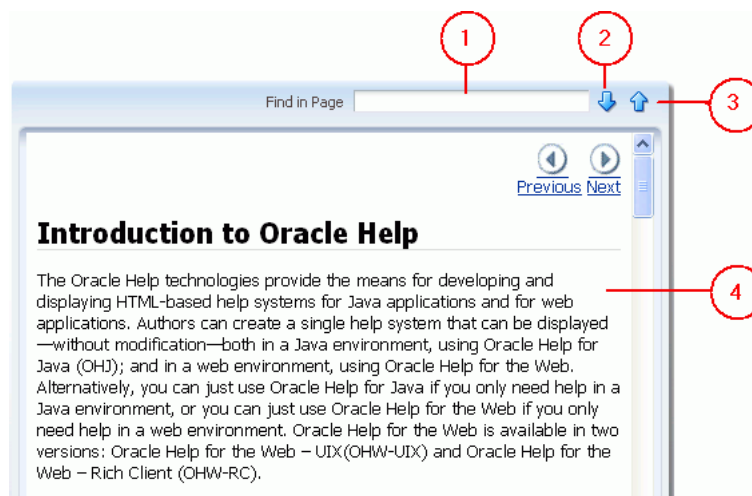 1
2
Find in Page
3
Previous Next
Introduction to Oracle Help
The Oracle Help technologies provide the means for developing and
displaying HTML-based help systems for Java applications and for web
applications. Authors can create a single help system that can be displayed
—without modification—both in a Java environment, using Oracle Help for
Java (OHJ); and in a web environment, using Oracle Help for the Web.
Alternatively, you can just use Oracle Help for Java if you only need help in a
Java environment, or you can just use Oracle Help for the Web if you only
need help in a web environment. Oracle Help for the Web is available in two
versions: Oracle Help for the Web – UIX(OHW-UIX) and Oracle Help for the
Web – Rich Client (OHW-RC).
4